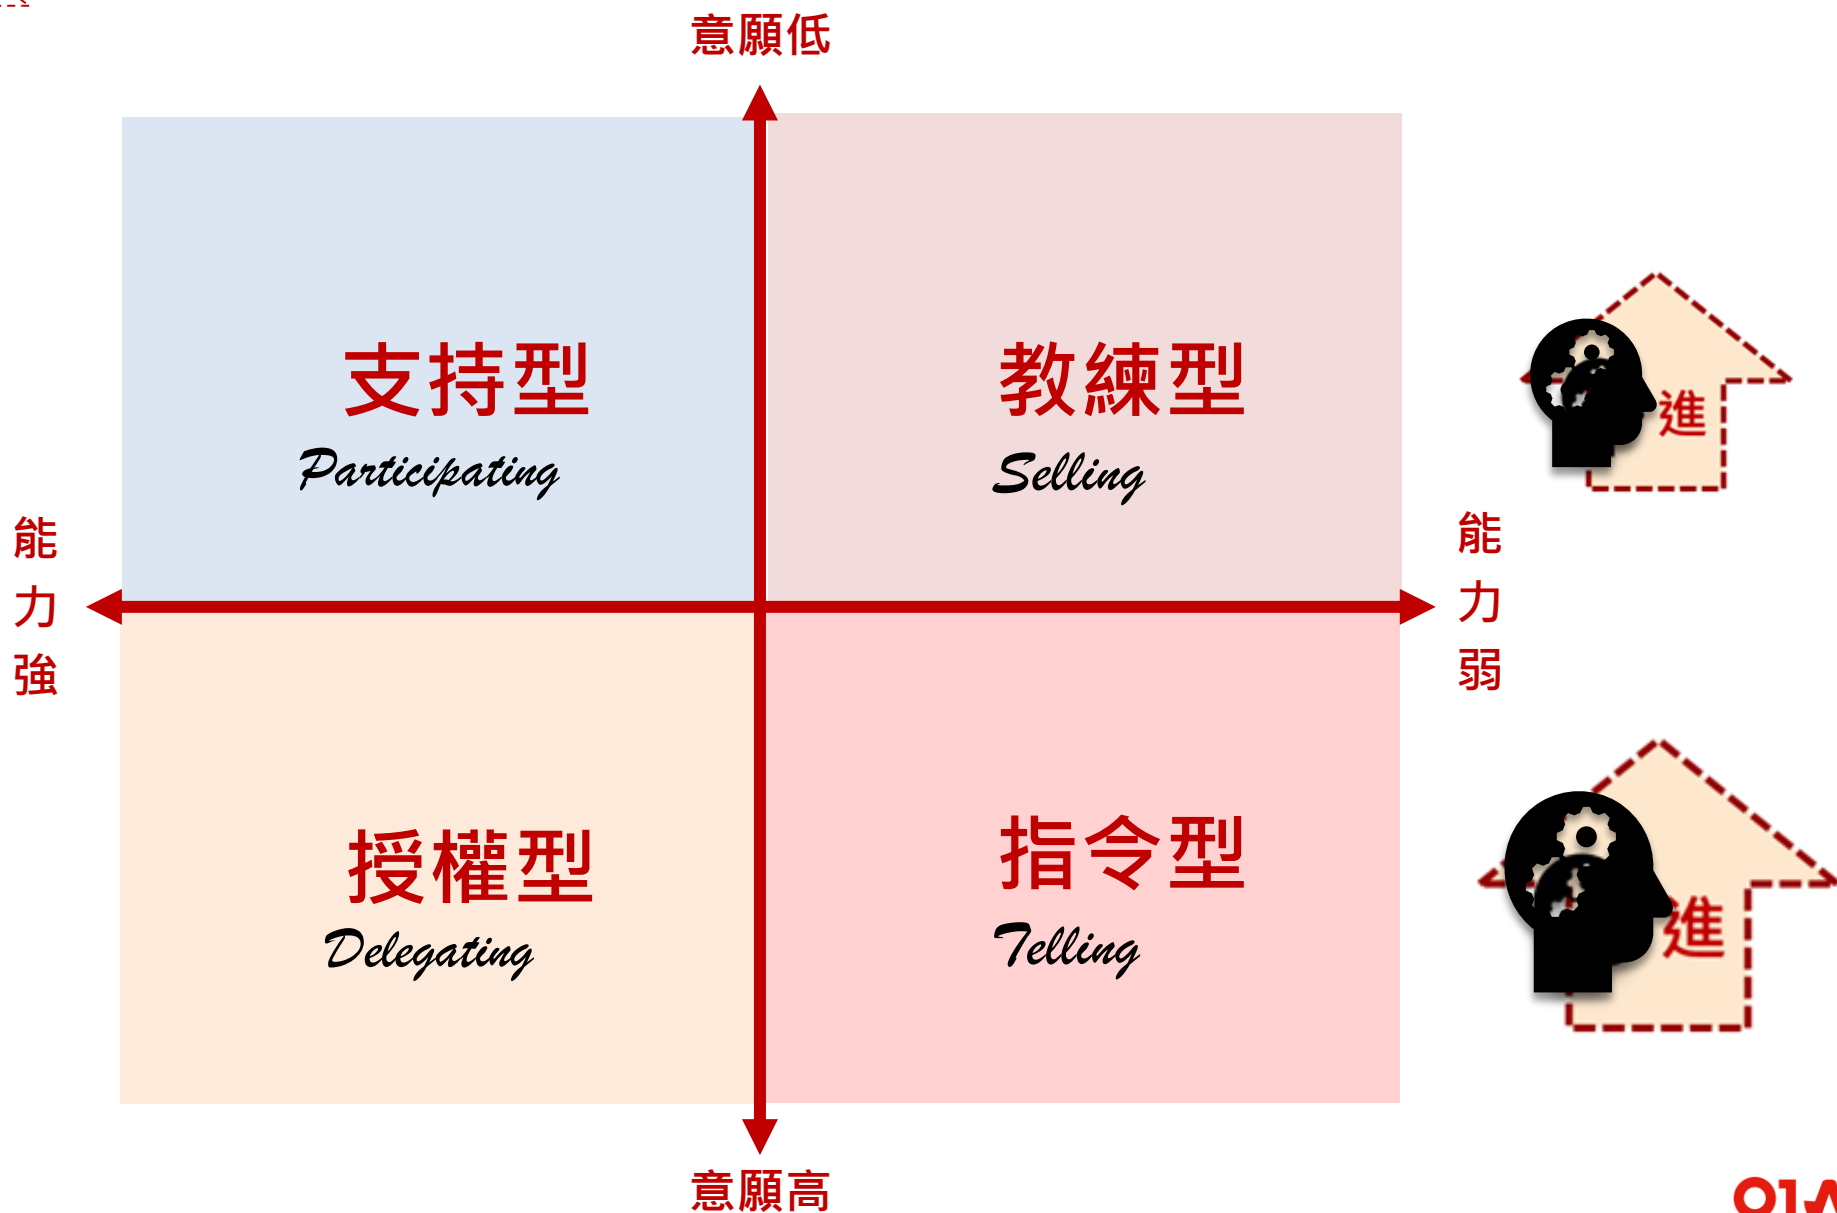 意願低
支持型
Participating
教練型
Selling
進
能力強
能力弱
授權型
Delegating
指令型
Telling
進
意願高